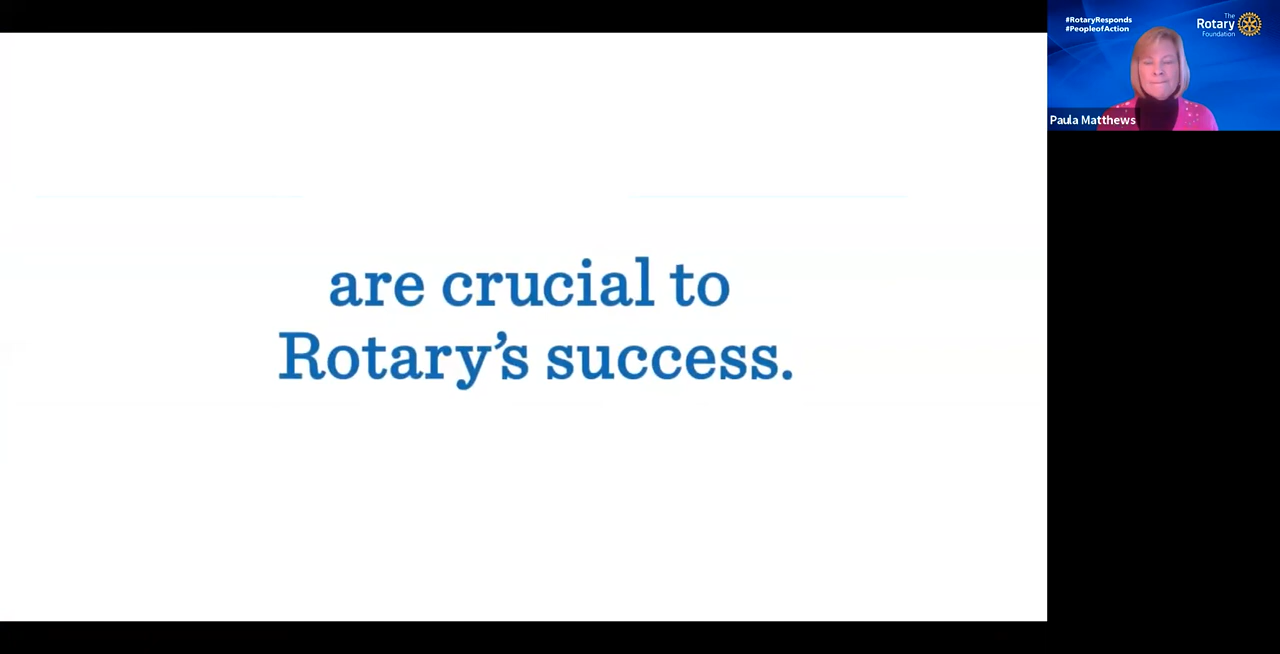 are crucial to
Rotary’s success.
#RotaryResponds
#PeopleofAction
The
Rotary
Foundation
Paula Matthews